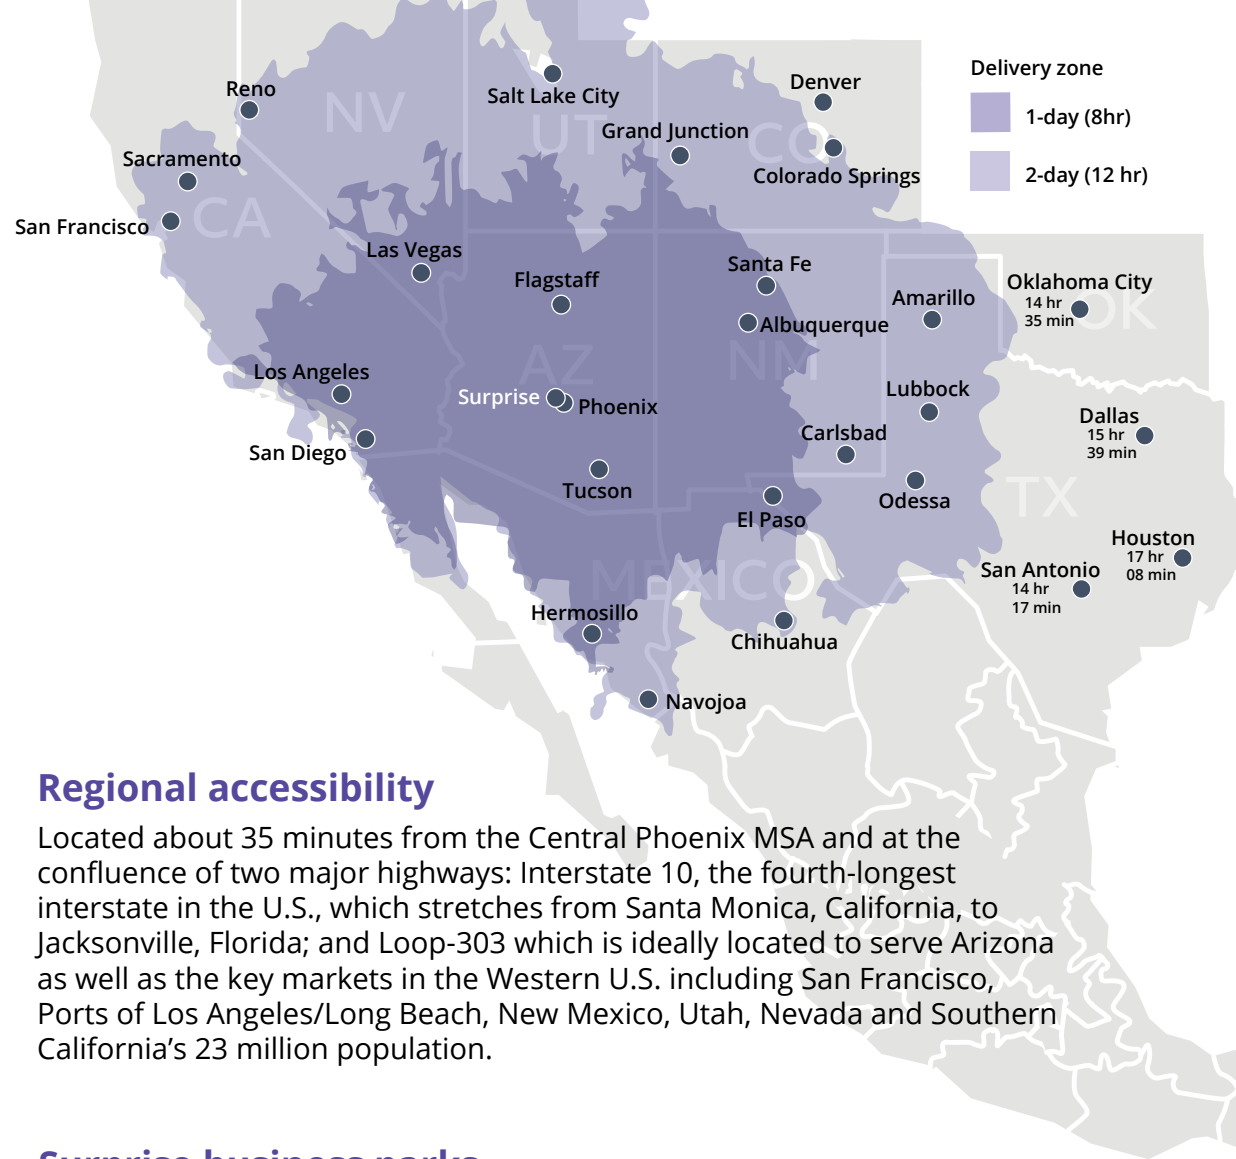 Delivery zone
1-day (8hr)
2-day (12 hr)
Reno
NV
Salt Lake City
UT
Grand Junction
Denver
CO
Colorado Springs
Sacramento
San Francisco
CA
Las Vegas
Flagstaff
Santa Fe
Albuquerque
Amarillo
Oklahoma City
14 hr
35 min
OK
AZ
NM
Los Angeles
Surprise
Phoenix
Lubbock
Carlsbad
Dallas
15 hr
39 min
San Diego
Tucson
El Paso
Odessa
TX
Houston
17 hr
08 min
San Antonio
14 hr
17 min
MEXICO
Hermosillo
Chihuahua
Navojoa
Regional accessibility
Located about 35 minutes from the Central Phoenix MSA and at the
confluence of two major highways: Interstate 10, the fourth-longest
interstate in the U.S., which stretches from Santa Monica, California, to
Jacksonville, Florida; and Loop-303 which is ideally located to serve Arizona
as well as the key markets in the Western U.S. including San Francisco,
Ports of Los Angeles/Long Beach, New Mexico, Utah, Nevada and Southern
California’s 23 million population.
Surprise business parks